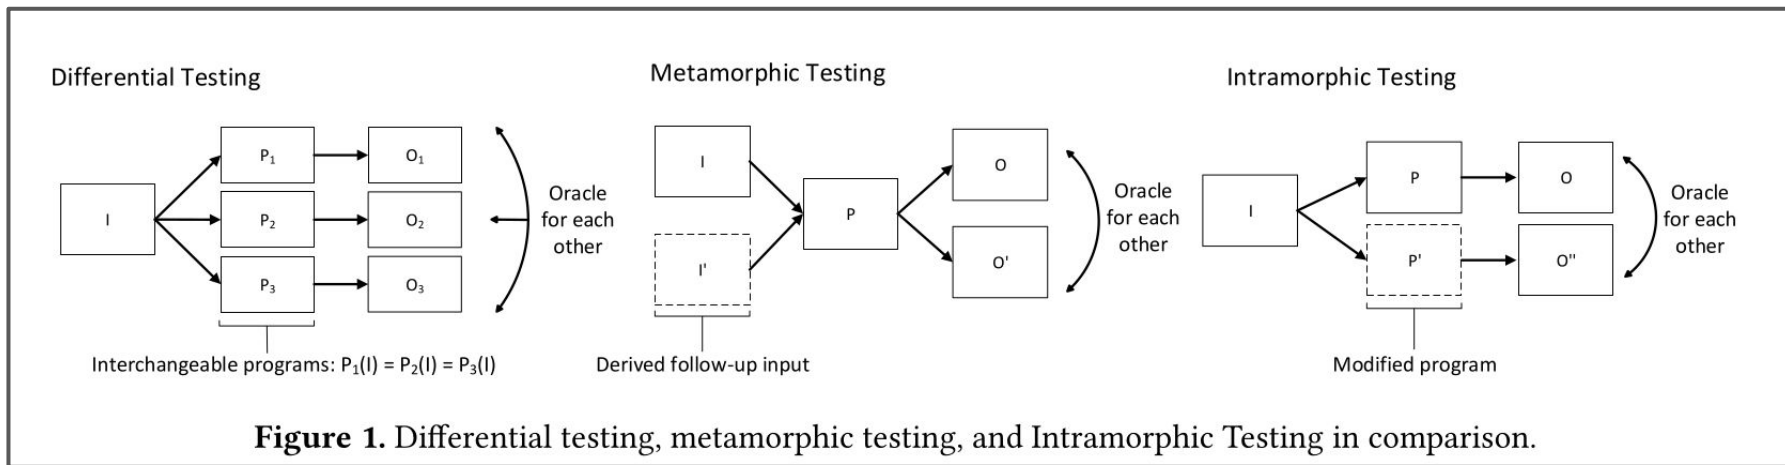 Differential Testing
I
P₁
O₁
P₂
O₂
P₃
O₃
Oracle
for each
other
Interchangeable programs: P₁(I) = P₂(I) = P₃(I)
Metamorphic Testing
I
I'
P
O
O'
Oracle
for each
other
Derived follow-up input
Intramorphic Testing
I
P
O
P'
O"
Oracle
for each
other
Modified program
Figure 1. Differential testing, metamorphic testing, and Intramorphic Testing in comparison.